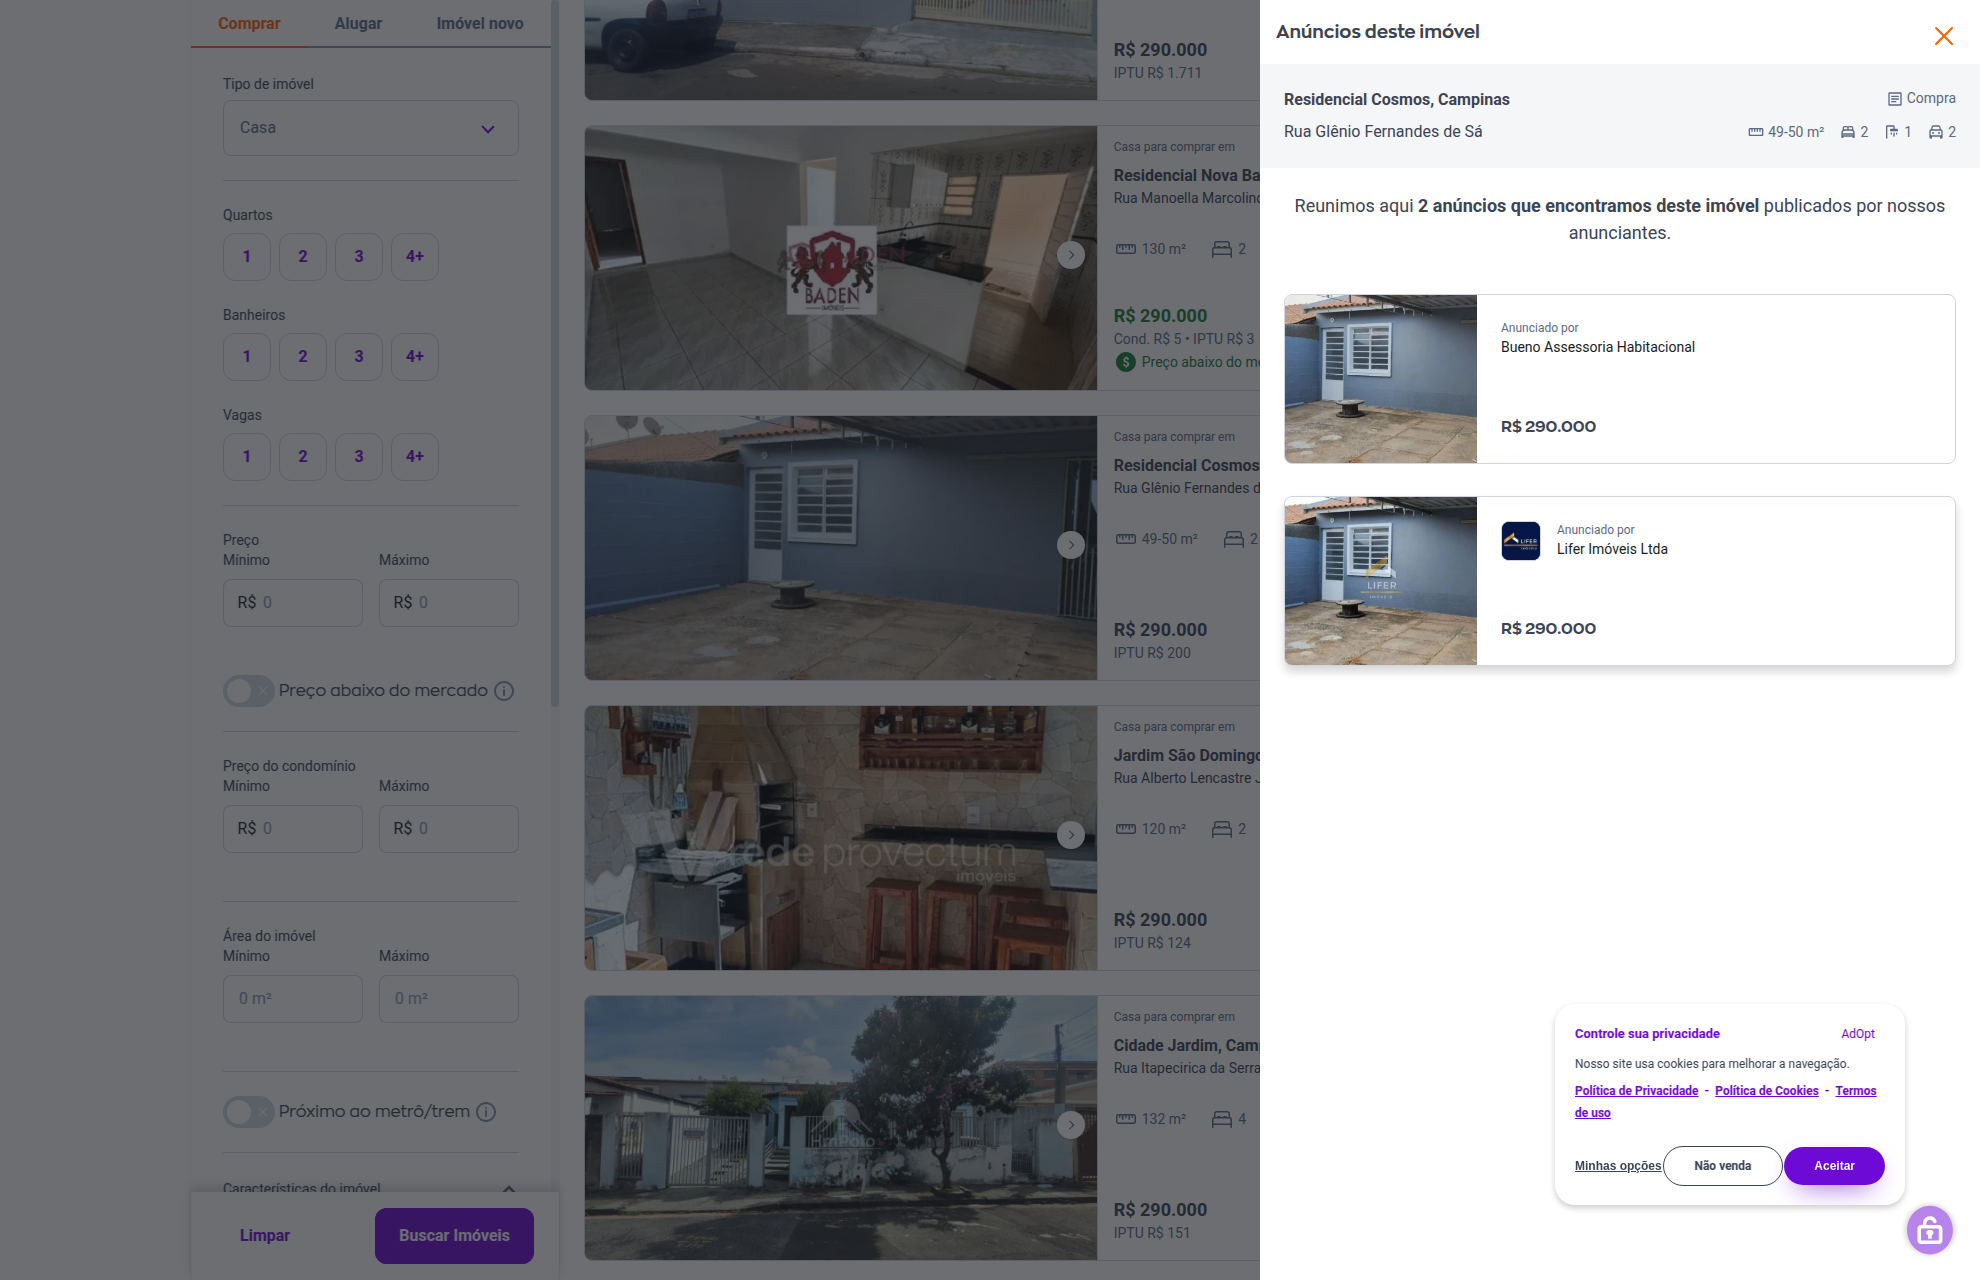 Comprar
Alugar
Imóvel novo
Tipo de imóvel
Casa
Quartos
1
2
3
4+
Banheiros
1
2
3
4+
Vagas
1
2
3
4+
Preço
Mínimo
Máximo
R$ 0
R$ 0
Preço abaixo do mercado
Preço do condomínio
Mínimo
Máximo
R$ 0
R$ 0
Área do imóvel
Mínimo
Máximo
0 m²
0 m²
Próximo ao metrô/trem
Características do imóvel
Limpar
Buscar Imóveis
R$ 290.000
IPTU R$ 1.711
BADEN
IMÓVEIS
Casa para comprar em
Residencial Nova Ba
Rua Manoella Marcolino
130 m²
2
R$ 290.000
Cond. R$ 5 • IPTU R$ 3
Preço abaixo do me
Casa para comprar em
Residencial Cosmos
Rua Glênio Fernandes d
49-50 m²
2
R$ 290.000
IPTU R$ 200
rede provectum
imóveis
Casa para comprar em
Jardim São Domingo
Rua Alberto Lencastre
120 m²
2
R$ 290.000
IPTU R$ 124
HmPoto
Casa para comprar em
Cidade Jardim, Cam
Rua Itapecirica da Serra
132 m²
4
R$ 290.000
IPTU R$ 151
Anúncios deste imóvel
Residencial Cosmos, Campinas
Compra
Rua Glênio Fernandes de Sá
49-50 m²
2
1
2
Reunimos aqui 2 anúncios que encontramos deste imóvel publicados por nossos
anunciantes.
Anunciado por
Bueno Assessoria Habitacional
R$ 290.000
LIFER
IMÓVEIS
LIFER
Anunciado por
Lifer Imóveis Ltda
R$ 290.000
Controle sua privacidade
AdOpt
Nosso site usa cookies para melhorar a navegação.
Política de Privacidade - Política de Cookies - Termos
de uso
Minhas opções
Não venda
Aceitar